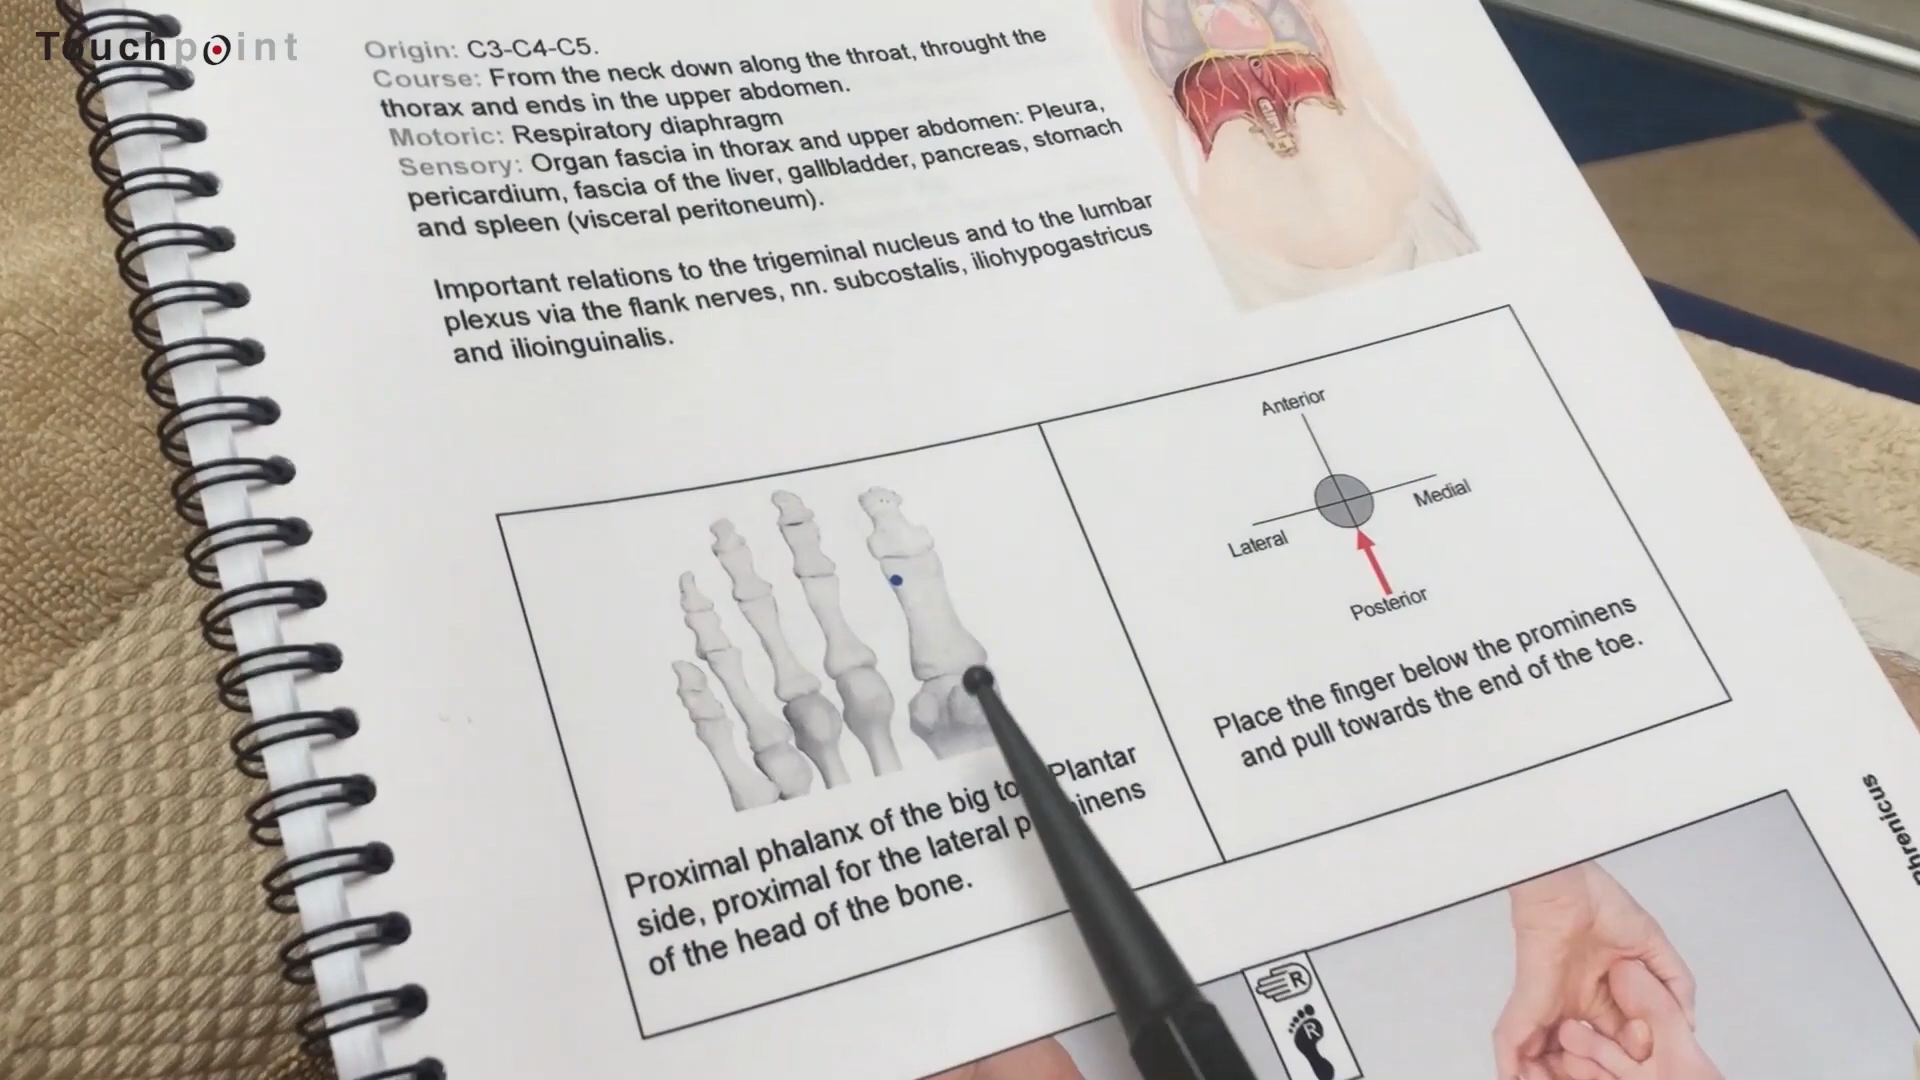 Touchpoint
Origin: C3-C4-C5.
Course: From the neck down along the throat, throught the
thorax and ends in the upper abdomen.
Motoric: Respiratory diaphragm
Sensory: Organ fascia in thorax and upper abdomen: Pleura,
pericardium, fascia of the liver, gallbladder, pancreas, stomach
and spleen (visceral peritoneum).
Important relations to the trigeminal nucleus and to the lumbar
plexus via the flank nerves, nn. subcostalis, iliohypogastricus
and ilioinguinalis.
Proximal phalanx of the big Plantar
side, proximal for the lateral
of the head of the bone.
Anterior
Medial
Lateral
Posterior
Place the finger below the prominens
and pull towards the end of the toe.
R
R